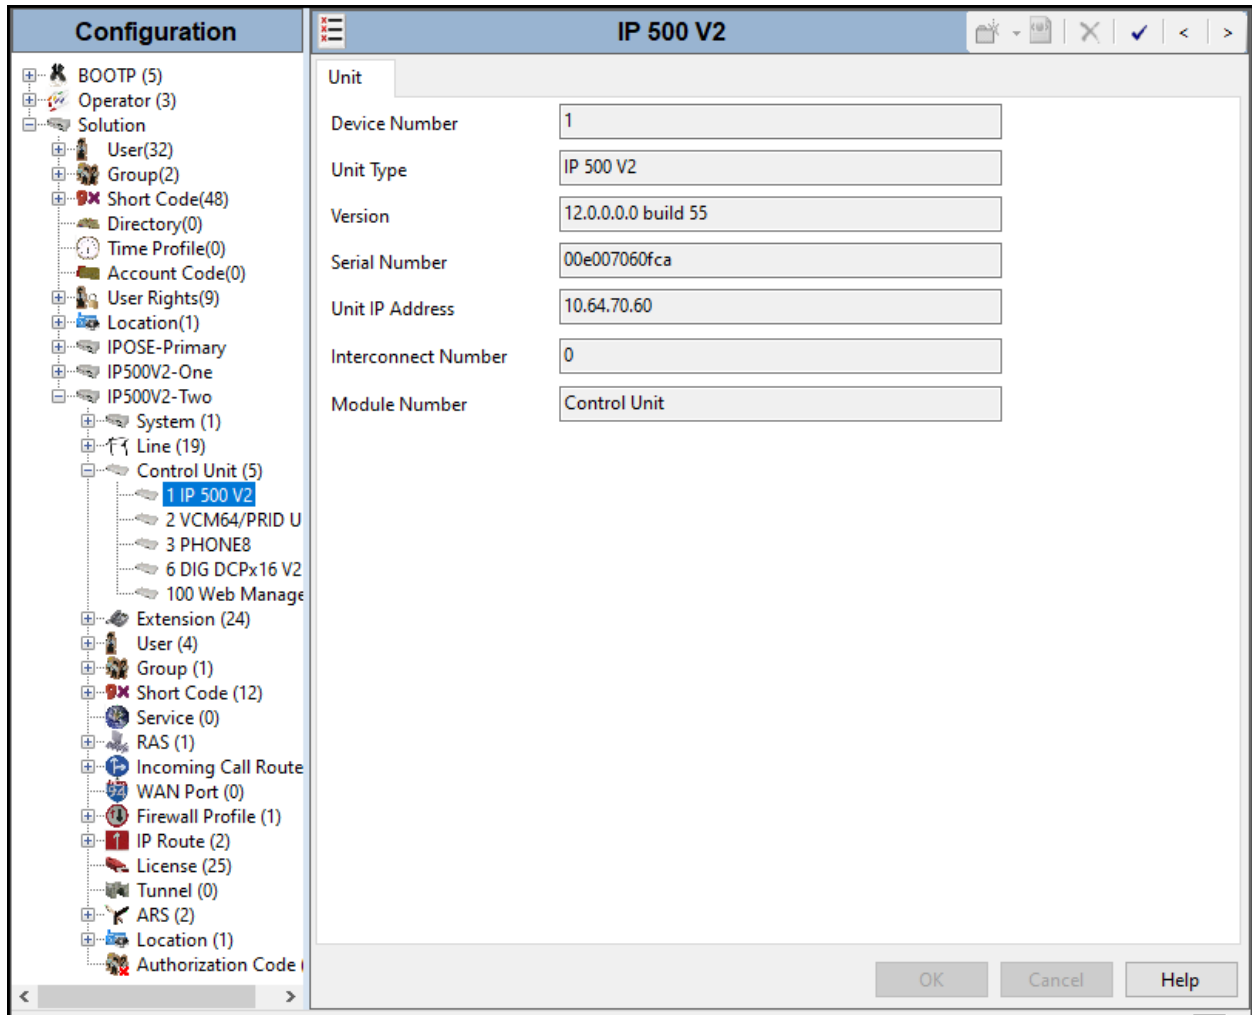 Configuration
BOOTP (5)
Operator (3)
Solution
User(32)
Group(2)
Short Code(48)
Directory(0)
Time Profile(0)
Account Code(0)
User Rights(9)
Location(1)
IPOSE-Primary
IP500V2-One
IP500V2-Two
System (1)
Line (19)
Control Unit (5)
1 IP 500 V2
2 VCM64/PRID U
3 PHONE8
6 DIG DCPx16 V2
100 Web Manage
Extension (24)
User (4)
Group (1)
Short Code (12)
Service (0)
RAS (1)
Incoming Call Route
WAN Port (0)
Firewall Profile (1)
IP Route (2)
License (25)
Tunnel (0)
ARS (2)
Location (1)
Authorization Code (
IP 500 V2
Unit
Device Number 1
Unit Type IP 500 V2
Version 12.0.0.0.0 build 55
Serial Number 00e007060fca
Unit IP Address 10.64.70.60
Interconnect Number 0
Module Number Control Unit
OK Cancel Help